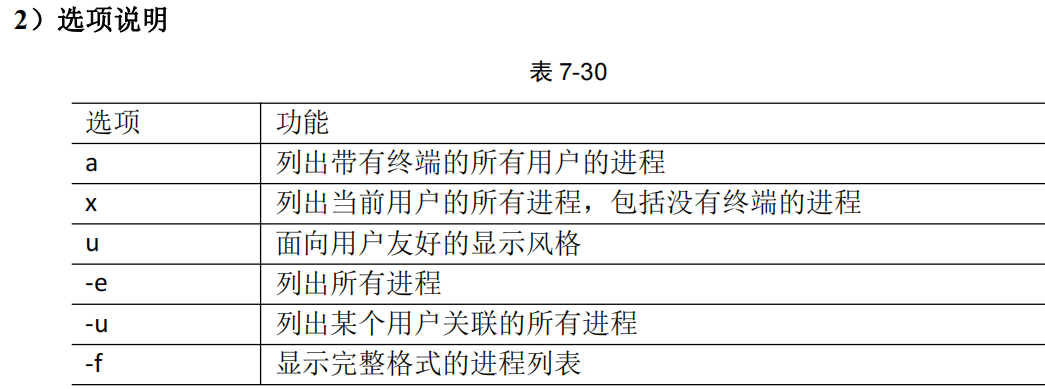 2）选项说明
表 7-30
选项 功能
a 列出带有终端的所有用户的进程
x 列出当前用户的所有进程，包括没有终端的进程
u 面向用户友好的显示风格
-e 列出所有进程
-u 列出某个用户关联的所有进程
-f 显示完整格式的进程列表